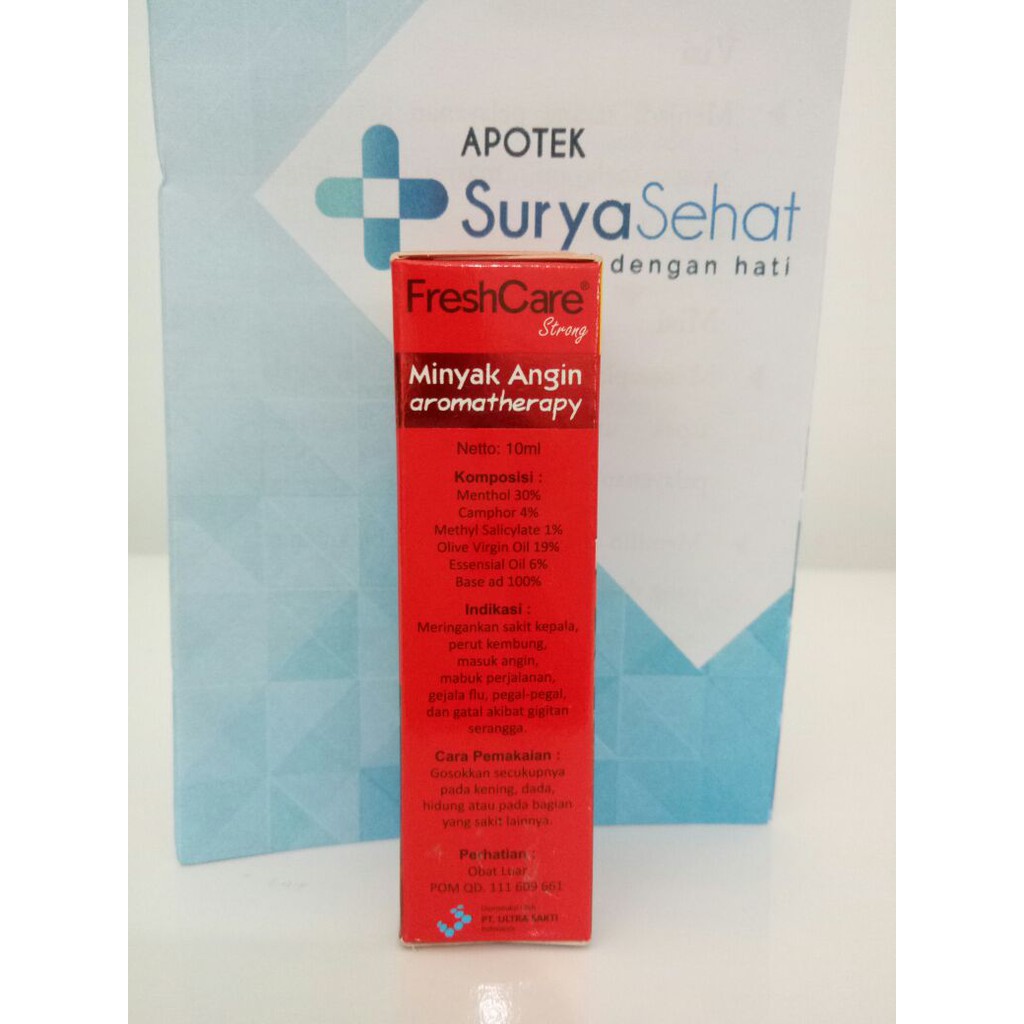 APOTEK
SuryaSehat
dengan hati
FreshCare®
Strong
Minyak Angin
aromatherapy
Netto: 10ml
Komposisi :
Menthol 30%
Camphor 4%
Methyl Salicylate 1%
Olive Virgin Oil 19%
Essensial Oil 6%
Base ad 100%
Indikasi :
Meringankan sakit kepala,
perut kembung,
masuk angin,
mabuk perjalanan,
gejala flu, pegal-pegal,
dan gatal akibat gigitan
serangga.
Cara Pemakaian :
Gosokkan secukupnya
pada kening, dada,
hidung atau pada bagian
yang sakit lainnya.
Perhatian :
Obat Luar
POM QD. 111 609 661
PT. ULTRA SAKTI